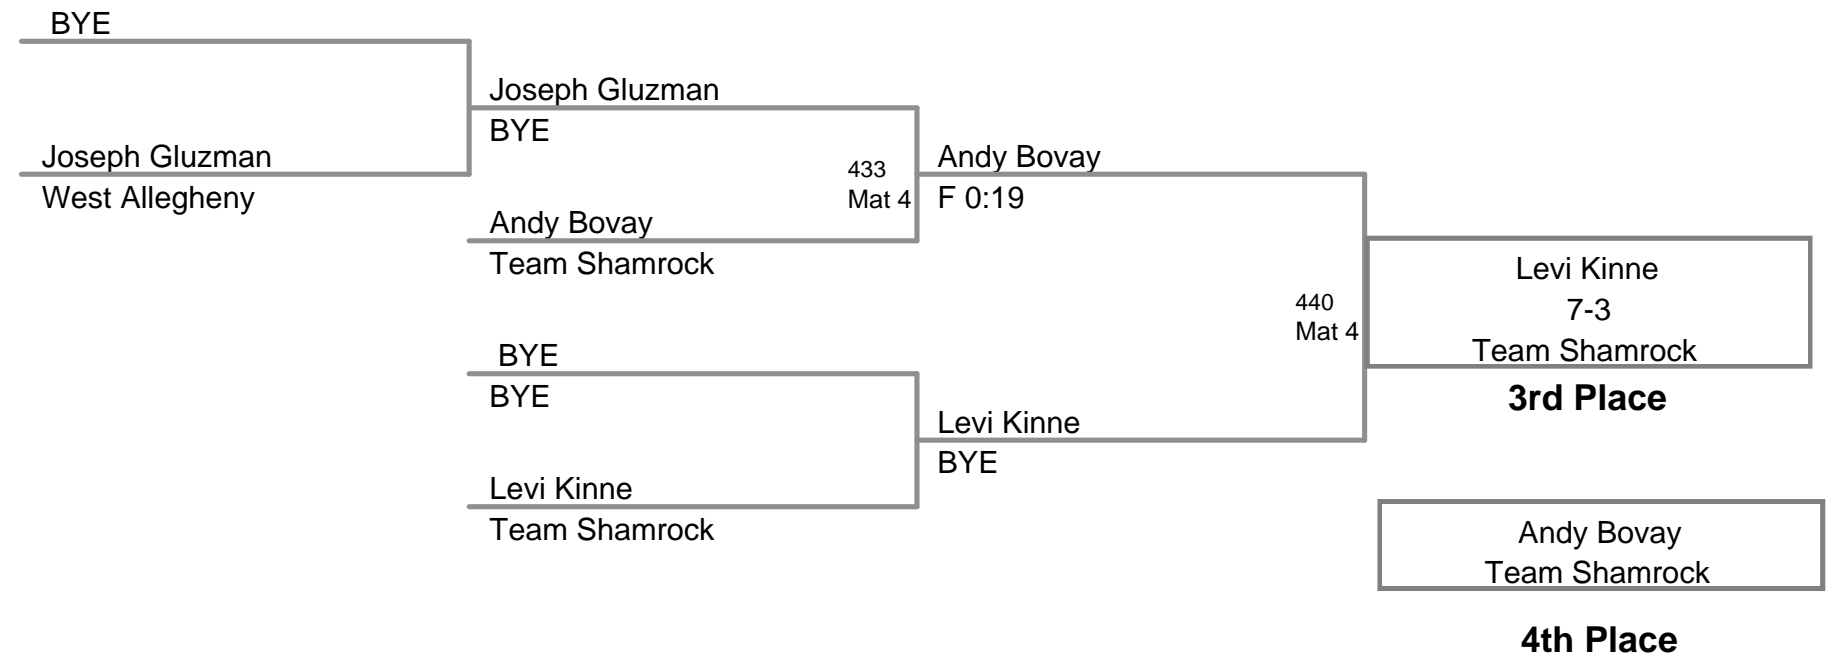 BYE
Joseph Gluzman
West Allegheny
Joseph Gluzman
BYE
433
Mat 4
Andy Bovay
Team Shamrock
BYE
BYE
Levi Kinne
Team Shamrock
Andy Bovay
F 0:19
440
Mat 4
Levi Kinne
BYE
Levi Kinne
7-3
Team Shamrock
3rd Place
Andy Bovay
Team Shamrock
4th Place